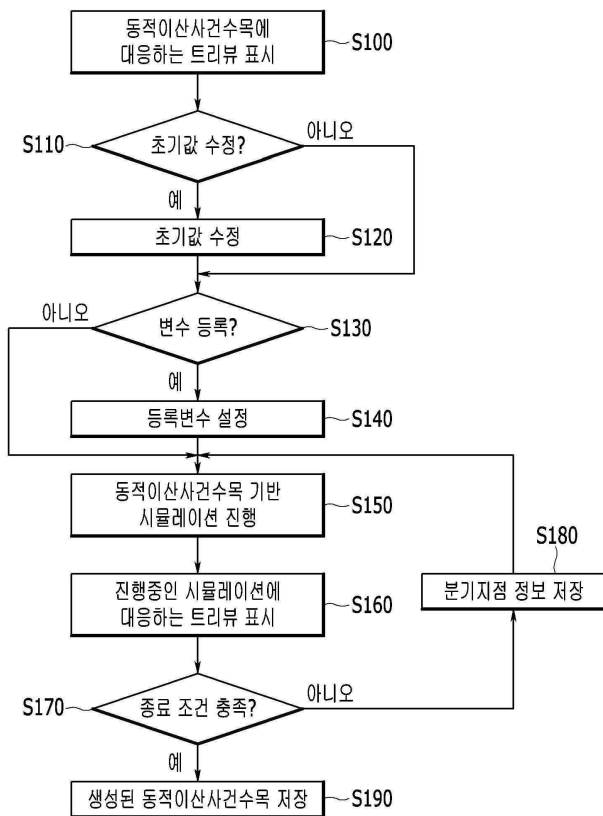 동적이산사건수목에
대응하는 트리뷰 표시
S100
S110
초기값 수정?
아니오
예
초기값 수정
S120
아니오
변수 등록?
S130
예
등록변수 설정
S140
동적이산사건수목 기반
시뮬레이션 진행
S150
S180
분기지점 정보 저장
진행중인 시뮬레이션에
대응하는 트리뷰 표시
S160
S170
종료 조건 충족?
아니오
예
생성된 동적이산사건수목 저장
S190